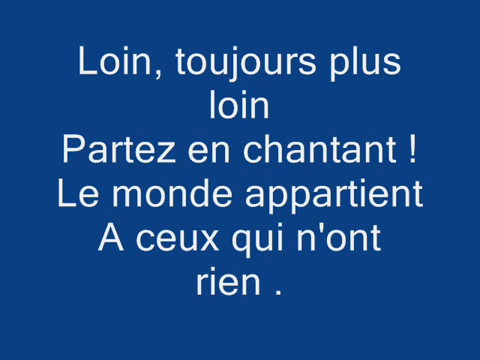 Loin, toujours plus
loin
Partez en chantant !
Le monde appartient
A ceux qui n'ont
rien .